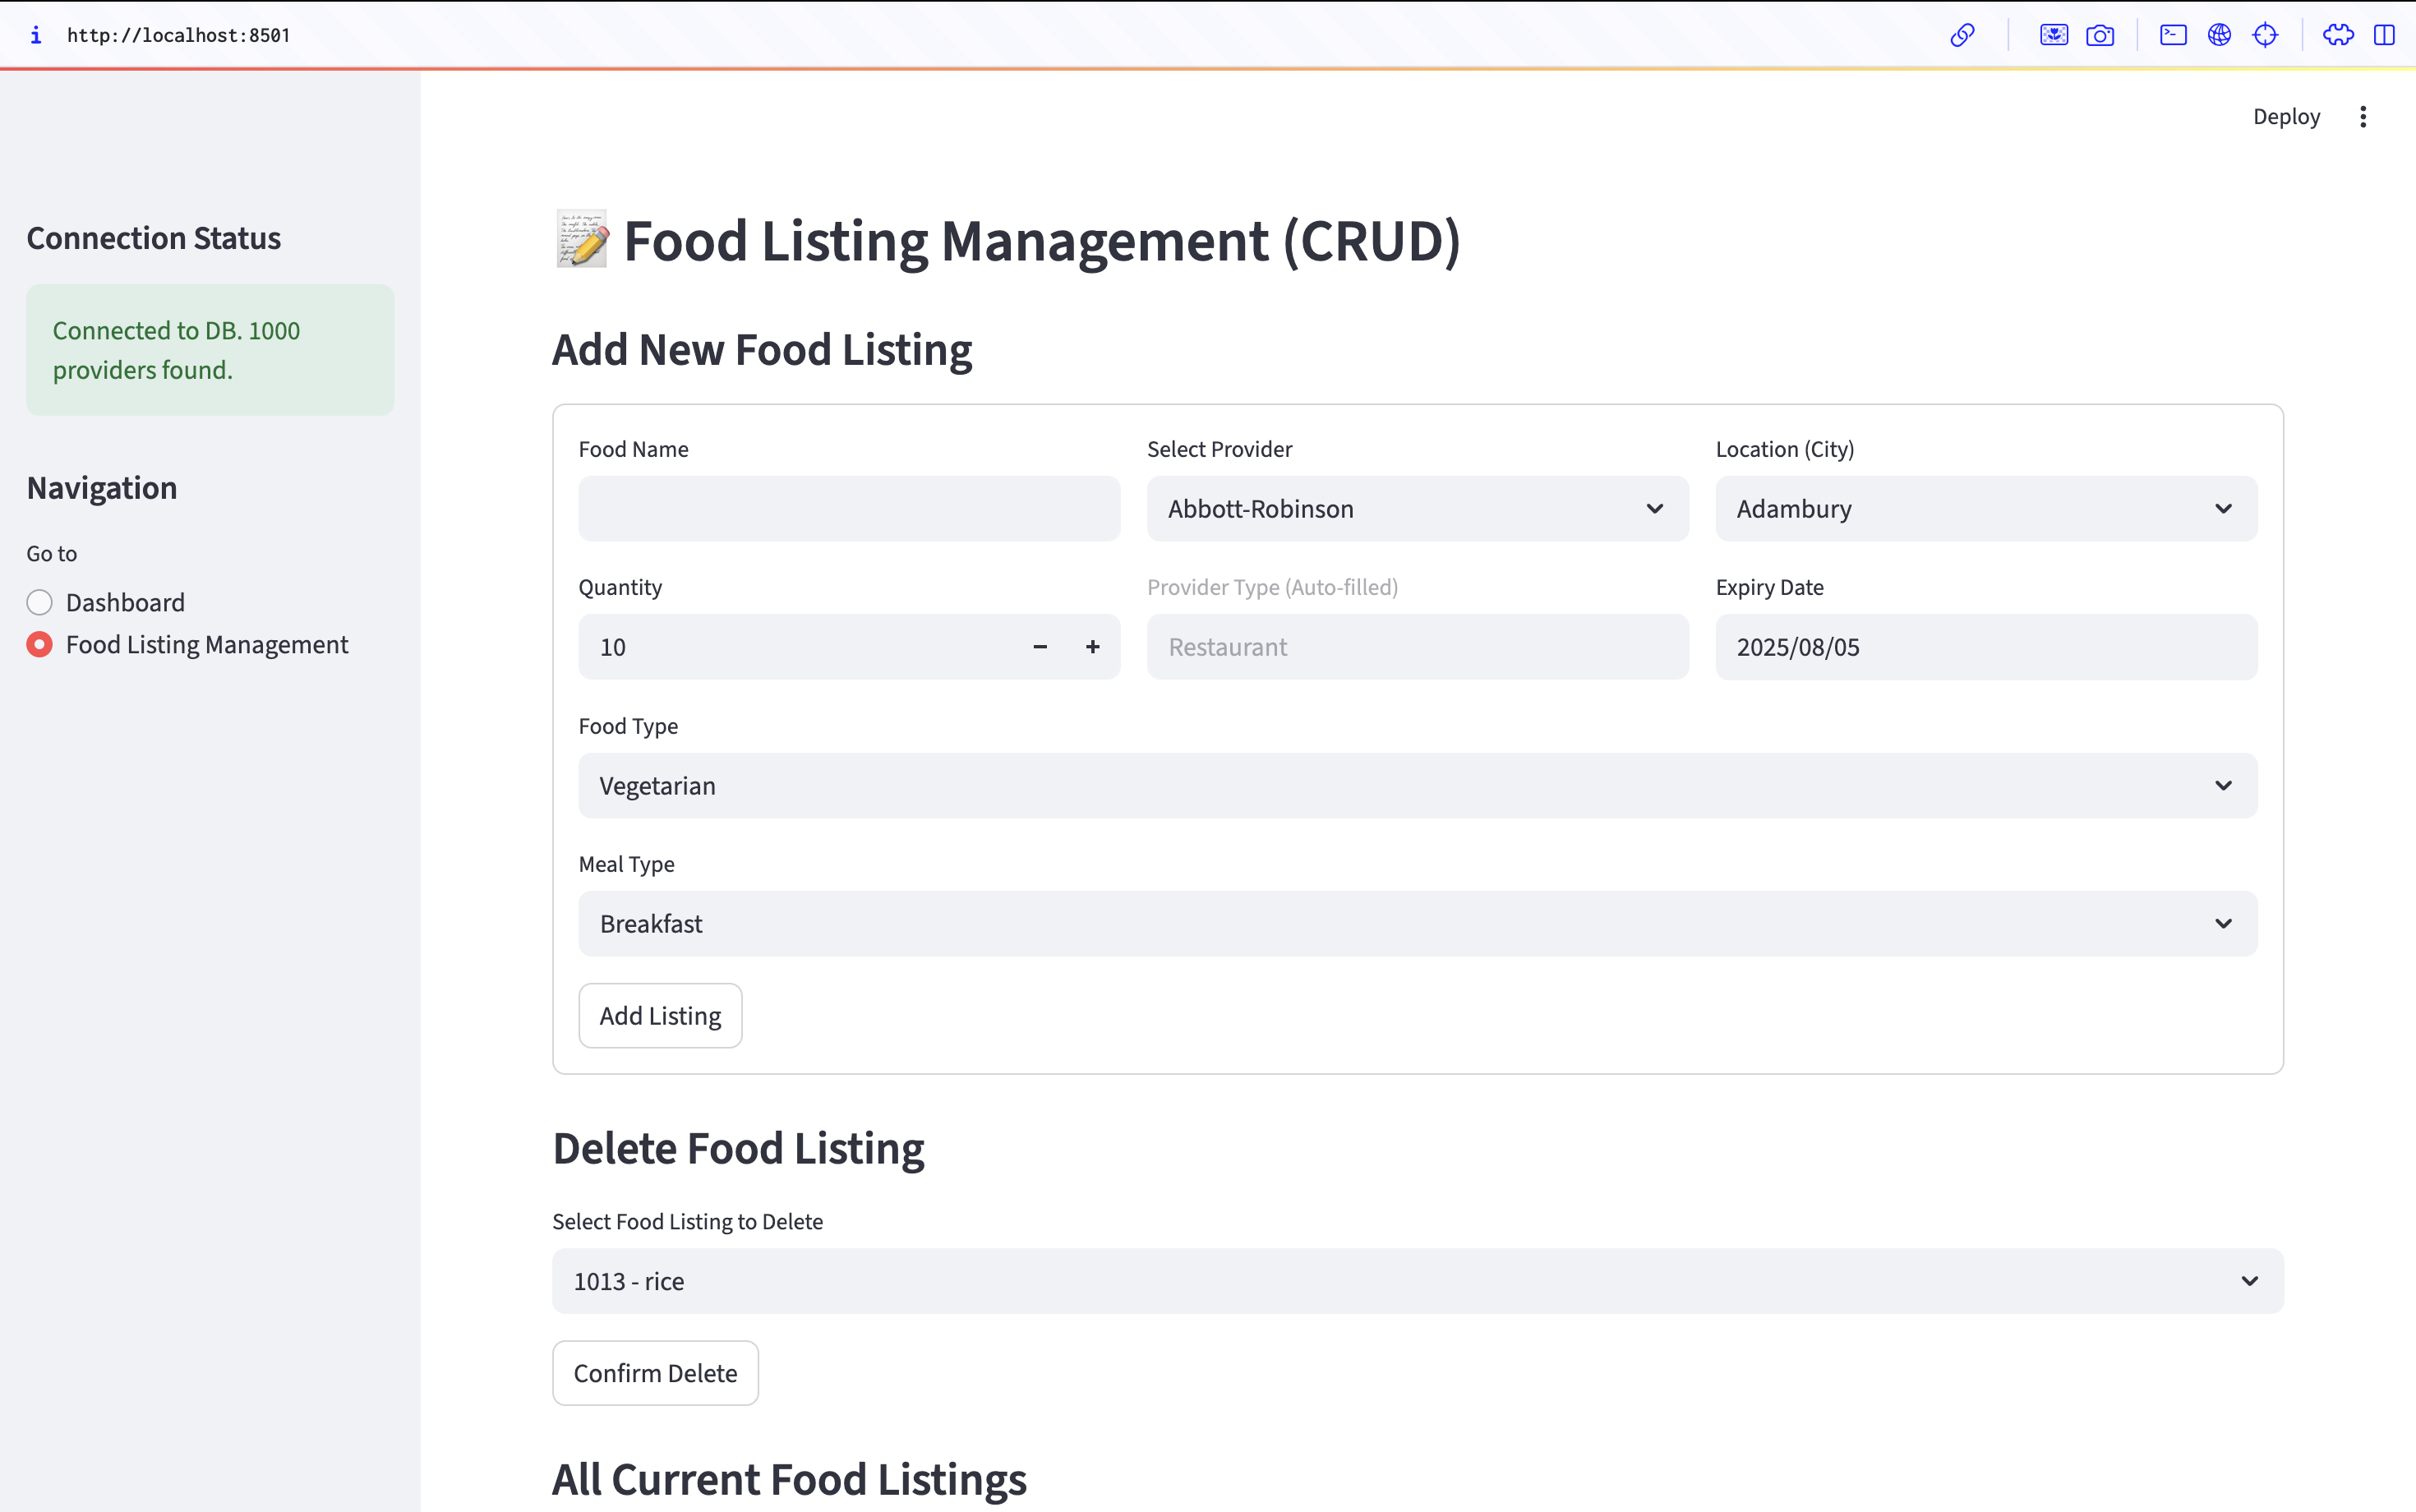 i http://localhost:8501
Deploy
Connection Status
Connected to DB. 1000
providers found.
Navigation
Go to
Dashboard
Food Listing Management
Food Listing Management (CRUD)
Add New Food Listing
Food Name
Select Provider
Abbott-Robinson
Location (City)
Adambury
Quantity
10
Provider Type (Auto-filled)
Restaurant
Expiry Date
2025/08/05
Food Type
Vegetarian
Meal Type
Breakfast
Add Listing
Delete Food Listing
Select Food Listing to Delete
1013 - rice
Confirm Delete
All Current Food Listings